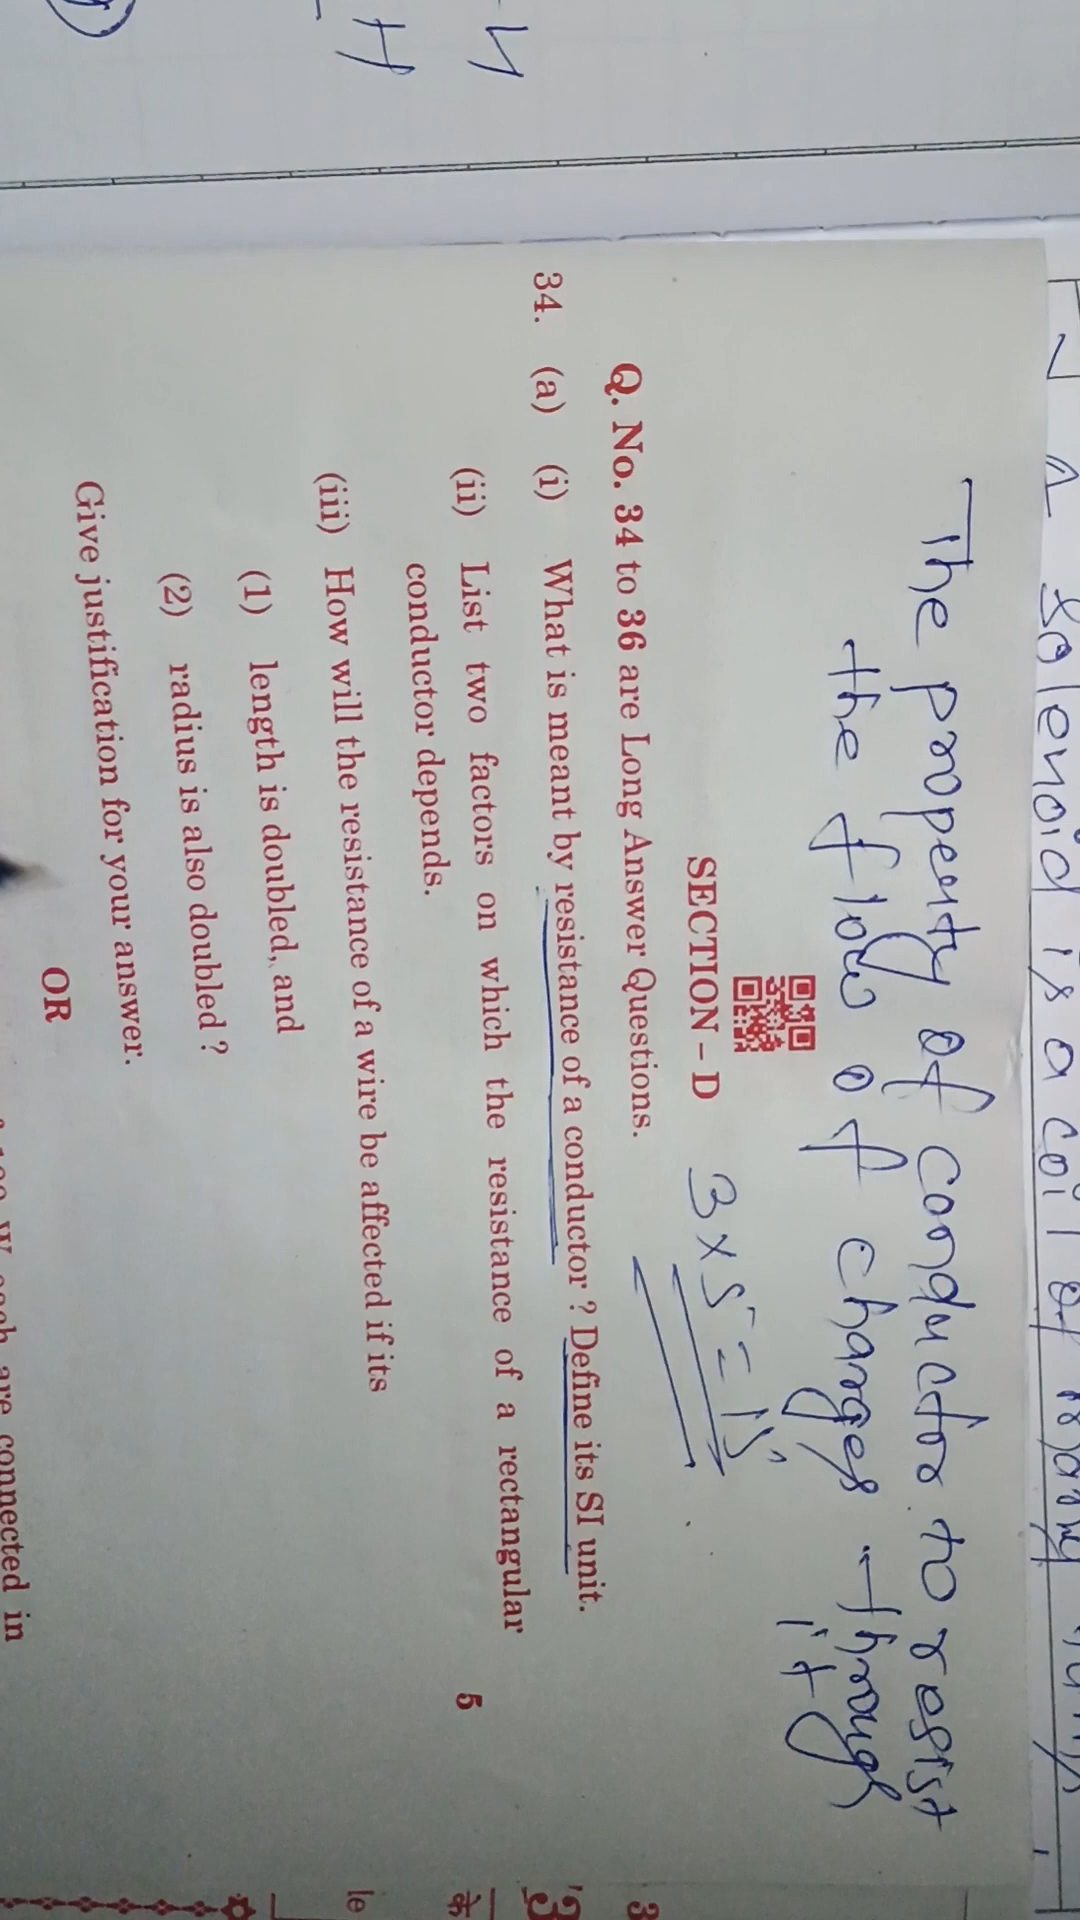 N A solenoid is a coil of many
The property of conductor to resist
the flow of charges through
it
SECTION – D
3 x 5 = 15
Q. No. 34 to 36 are Long Answer Questions.
34. (a) (i) What is meant by resistance of a conductor ? Define its SI unit.
(ii) List two factors on which the resistance of a rectangular
conductor depends.
5
(iii) How will the resistance of a wire be affected if its
(1) length is doubled, and
(2) radius is also doubled ?
Give justification for your answer.
OR
each are connected in
3
le